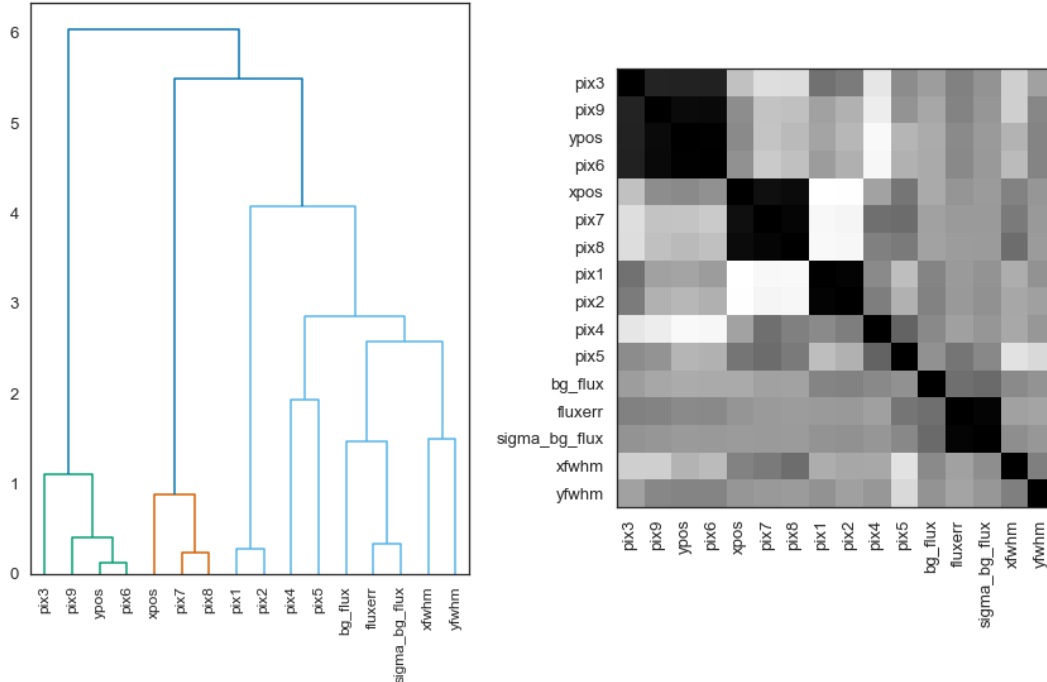 6
5
4
3
2
1
0
pix3
pix9
ypos
pix6
xpos
pix7
pix8
pix1
pix2
pix4
pix5
bg_flux
fluxerr
sigma_bg_flux
xfwhm
yfwhm
pix3
pix9
ypos
pix6
xpos
pix7
pix8
pix1
pix2
pix4
pix5
bg_flux
fluxerr
sigma_bg_flux
xfwhm
yfwhm
pix3
pix9
ypos
pix6
xpos
pix7
pix8
pix1
pix2
pix4
pix5
bg_flux
fluxerr
sigma_bg_flux
xfwhm
yfwhm